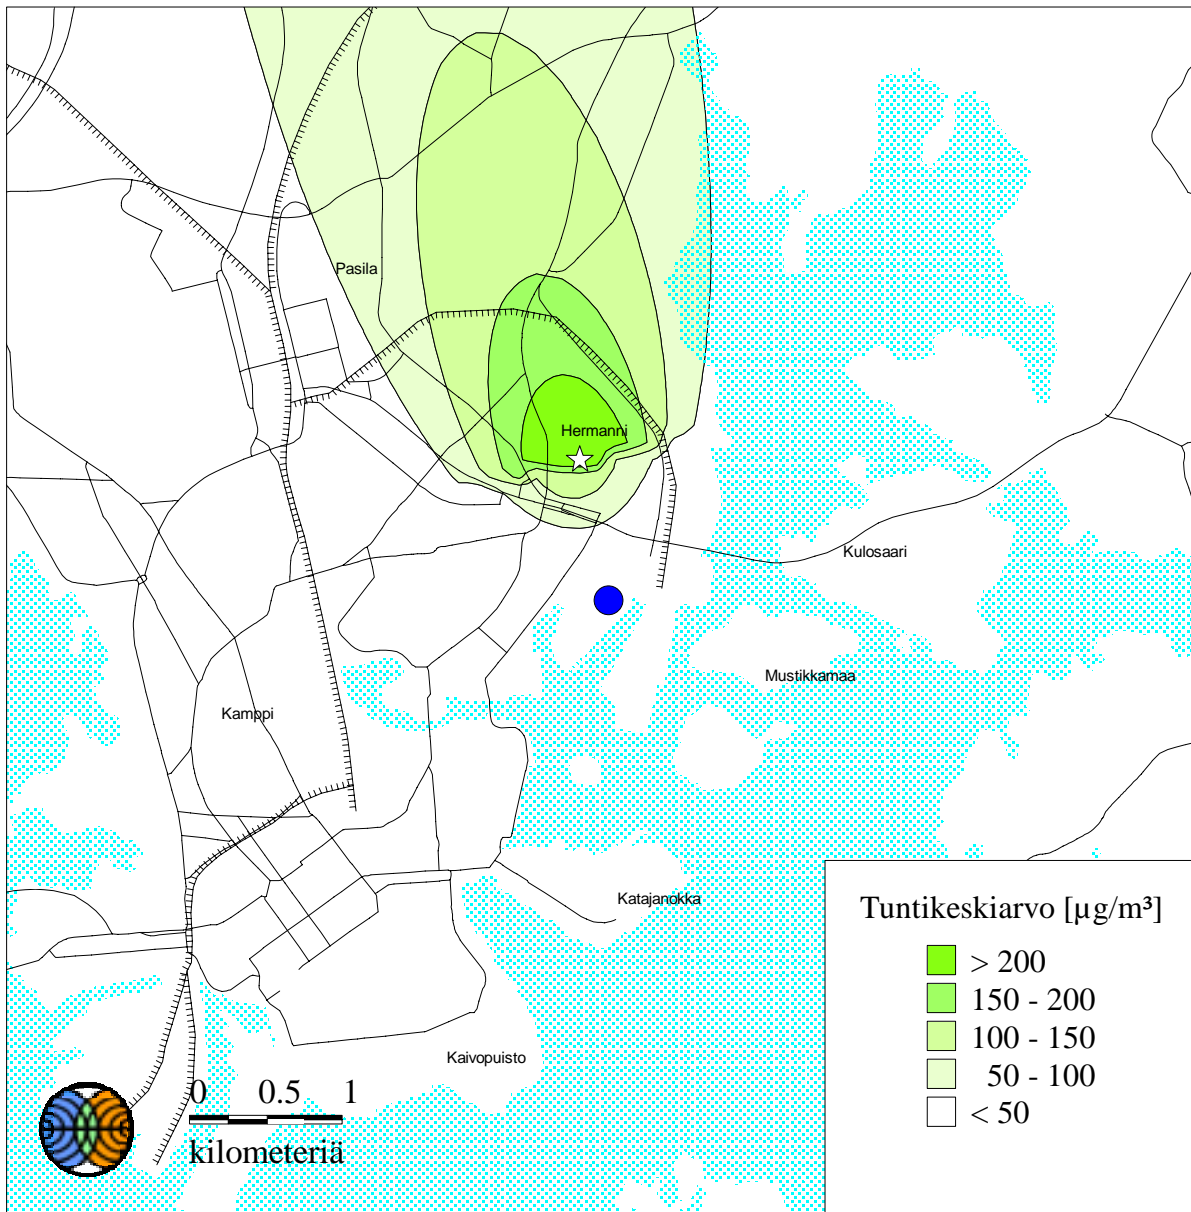 Pasila
Hermanni
Kulosaari
Mustikkamaa
Kamppi
Katajanokka
Kaivopuisto
0 0.5 1
kilometeriä
Tuntikeskiarvo [µg/m³]
> 200
150 - 200
100 - 150
50 - 100
< 50